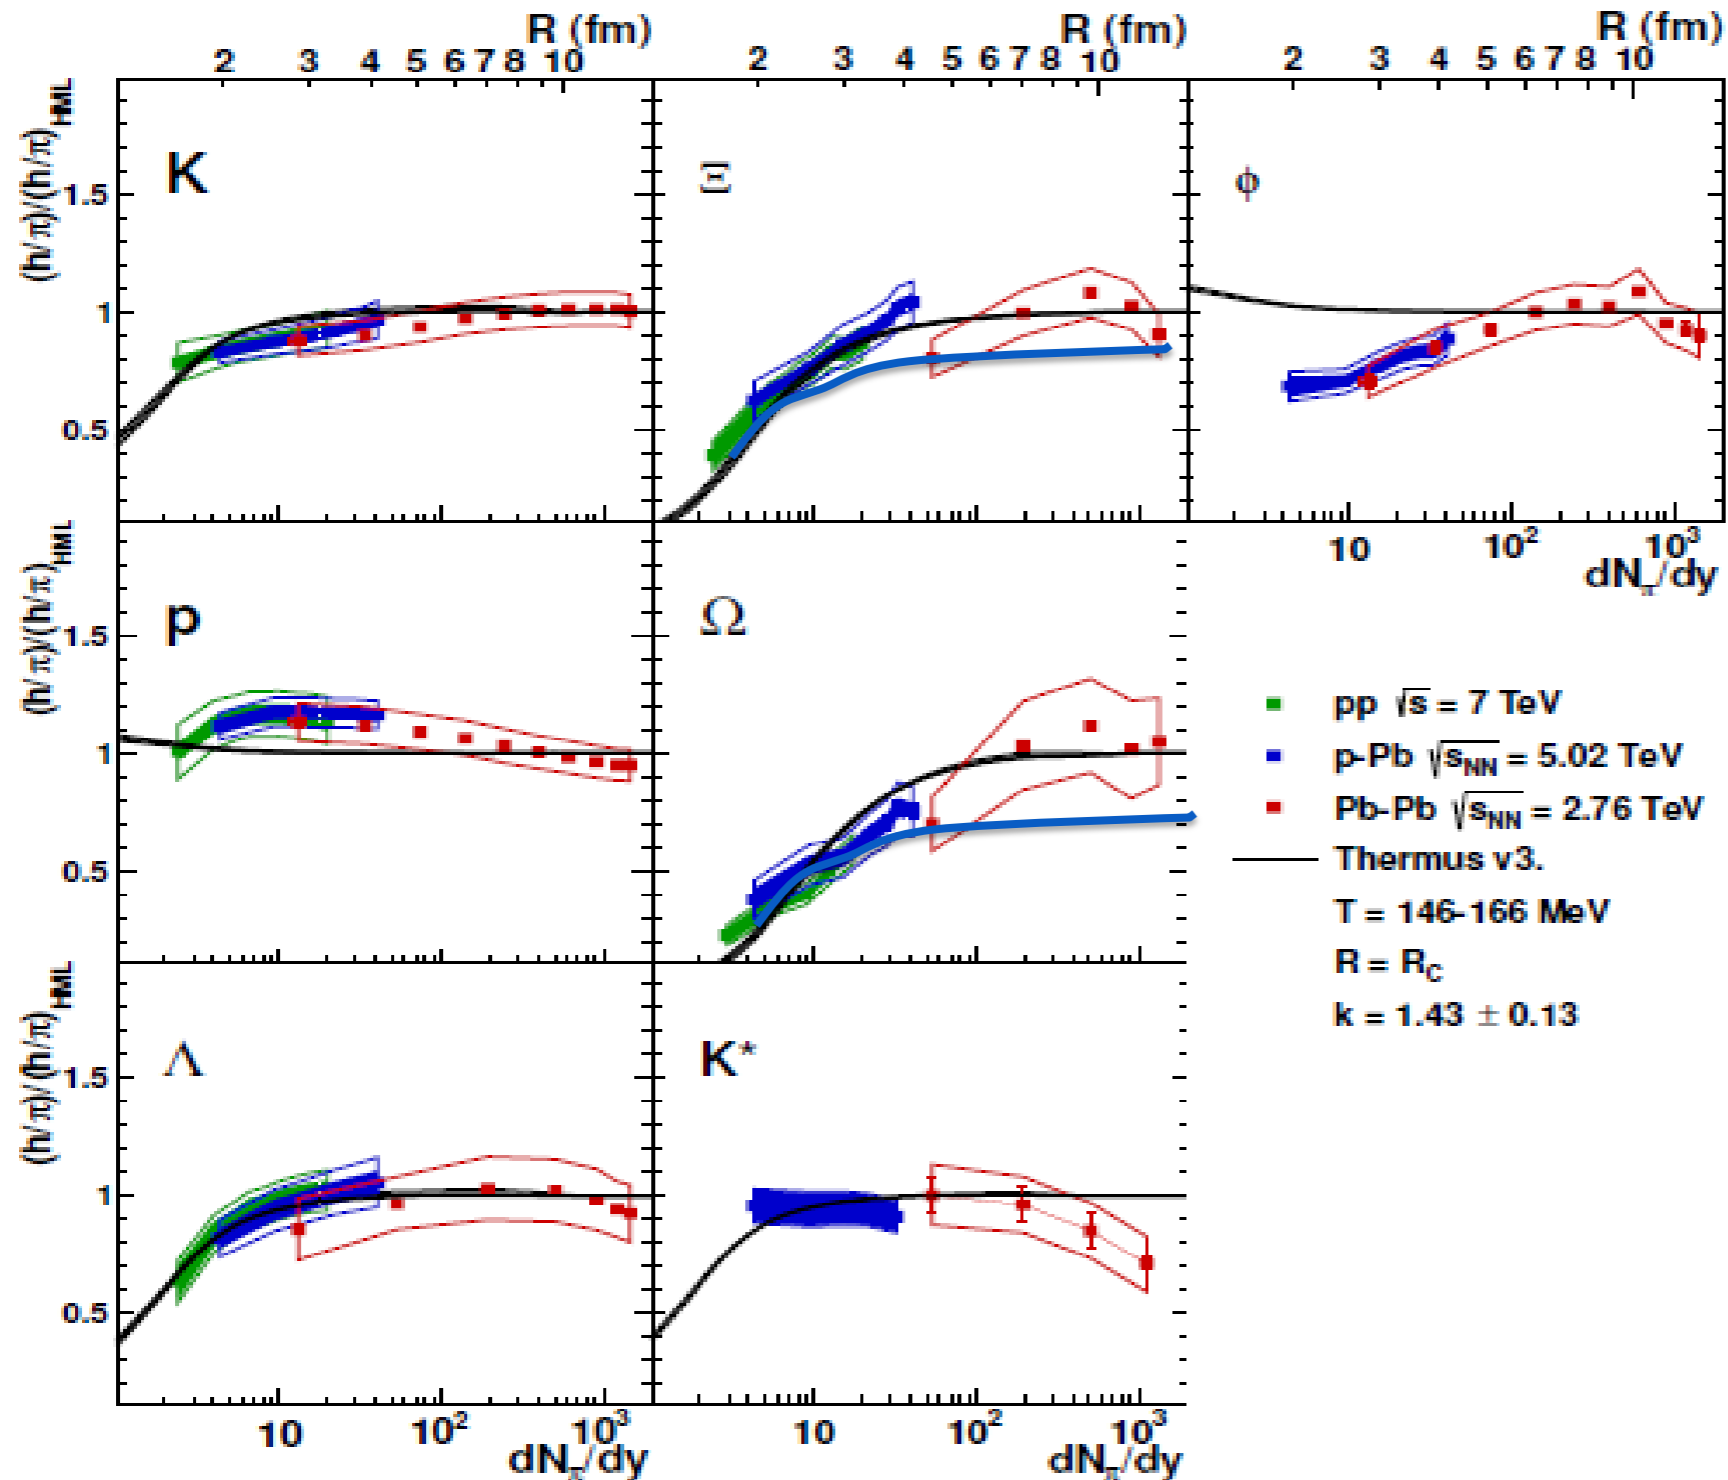 R (fm) R (fm) R (fm)
2 3 4 5 6 7 8 10 2 3 4 5 6 7 8 10 2 3 4 5 6 7 8 10
(h/π)/(h/π)HML
K Ξ ϕ
1.5
1
0.5
10 10² 10³
dNπ/dy
(h/π)/(h/π)HML
p Ω
1.5
1
0.5
pp √s = 7 TeV
p-Pb √sNN = 5.02 TeV
Pb-Pb √sNN = 2.76 TeV
Thermus v3.
T = 146-166 MeV
R = RC
k = 1.43 ± 0.13
(h/π)/(h/π)HML
Λ K*
1.5
1
0.5
10 10² 10³ 10 10² 10³
dNπ/dy dNπ/dy